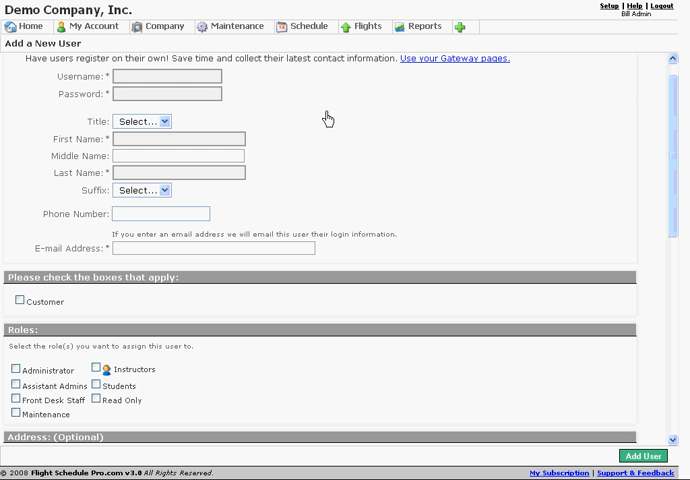 Demo Company, Inc.
Setup | Help | Logout
Bill Admin
Home My Account Company Maintenance Schedule Flights Reports
Add a New User
Have users register on their own! Save time and collect their latest contact information. Use your Gateway pages.
Username: *
Password: *
Title: Select...
First Name: *
Middle Name:
Last Name: *
Suffix: Select...
Phone Number:
If you enter an email address we will email this user their login information.
E-mail Address: *
Please check the boxes that apply:
Customer
Roles:
Select the role(s) you want to assign this user to.
Administrator Instructors
Assistant Admins Students
Front Desk Staff Read Only
Maintenance
Address: (Optional)
Add User
© 2008 Flight Schedule Pro.com v3.0 All Rights Reserved. My Subscription | Support & Feedback